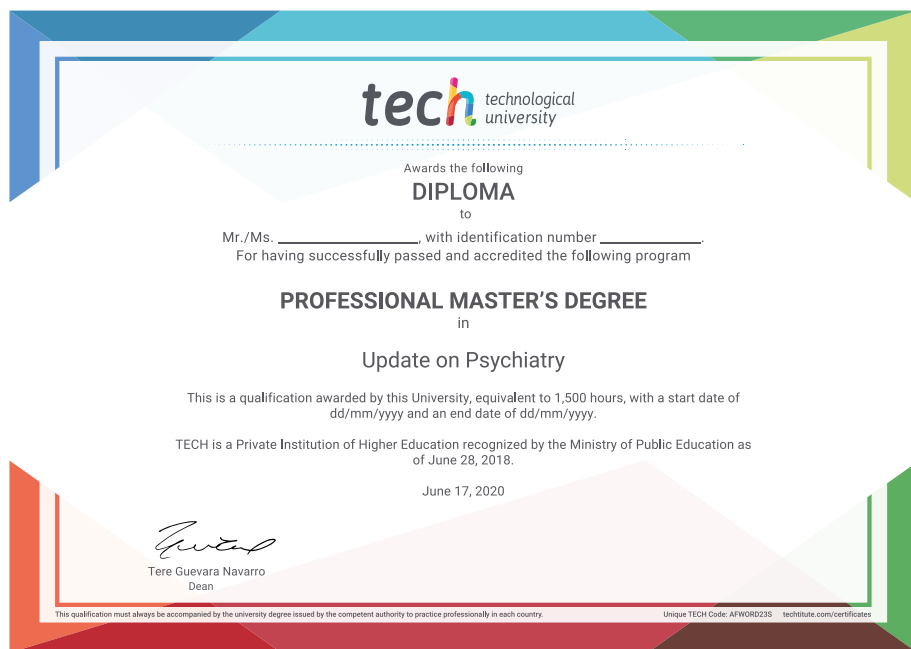 tech technological
university
Awards the following
DIPLOMA
to
Mr./Ms. ____________________, with identification number ______________.
For having successfully passed and accredited the following program
PROFESSIONAL MASTER'S DEGREE
in
Update on Psychiatry
This is a qualification awarded by this University, equivalent to 1,500 hours, with a start date of
dd/mm/yyyy and an end date of dd/mm/yyyy.
TECH is a Private Institution of Higher Education recognized by the Ministry of Public Education as
of June 28, 2018.
June 17, 2020
Tere Guevara Navarro
Dean
This qualification must always be accompanied by the university degree issued by the competent authority to practice professionally in each country. Unique TECH Code: AFWORD23S techtitute.com/certificates